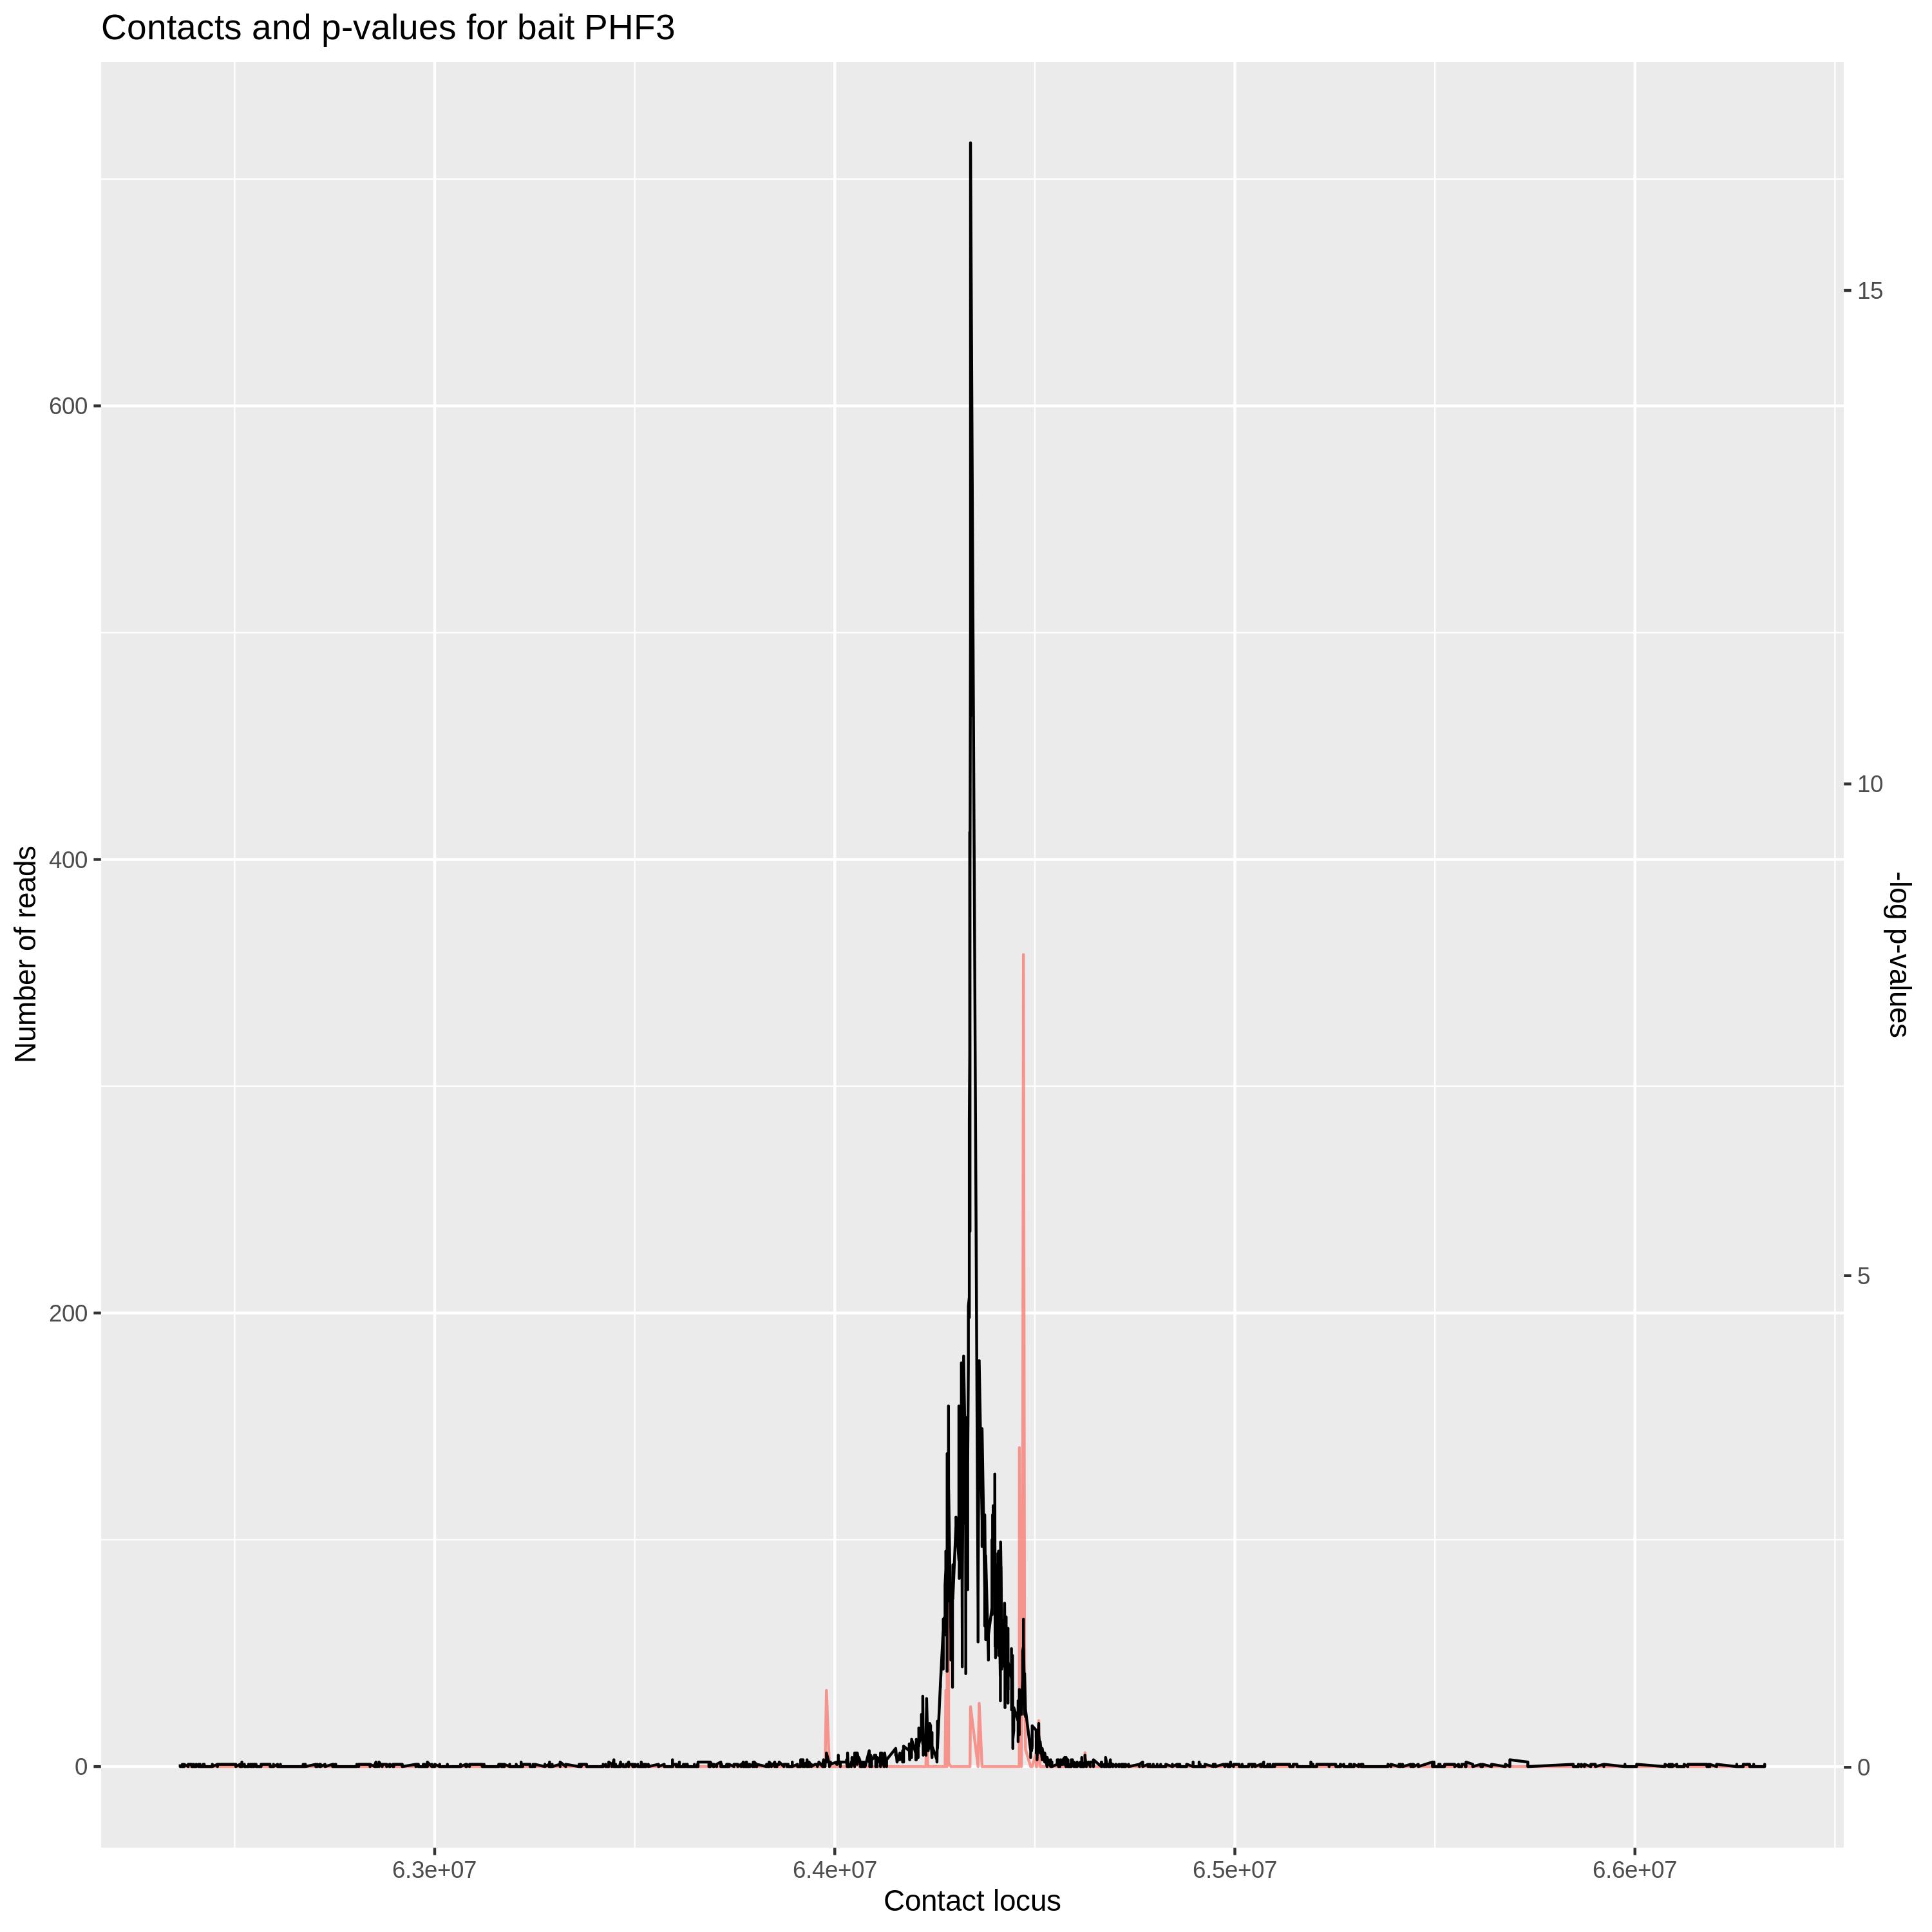 Contacts and p-values for bait PHF3
600
400
200
0
Number of reads
15
10
5
0
-log p-values
6.3e+07
6.4e+07
6.5e+07
6.6e+07
Contact locus